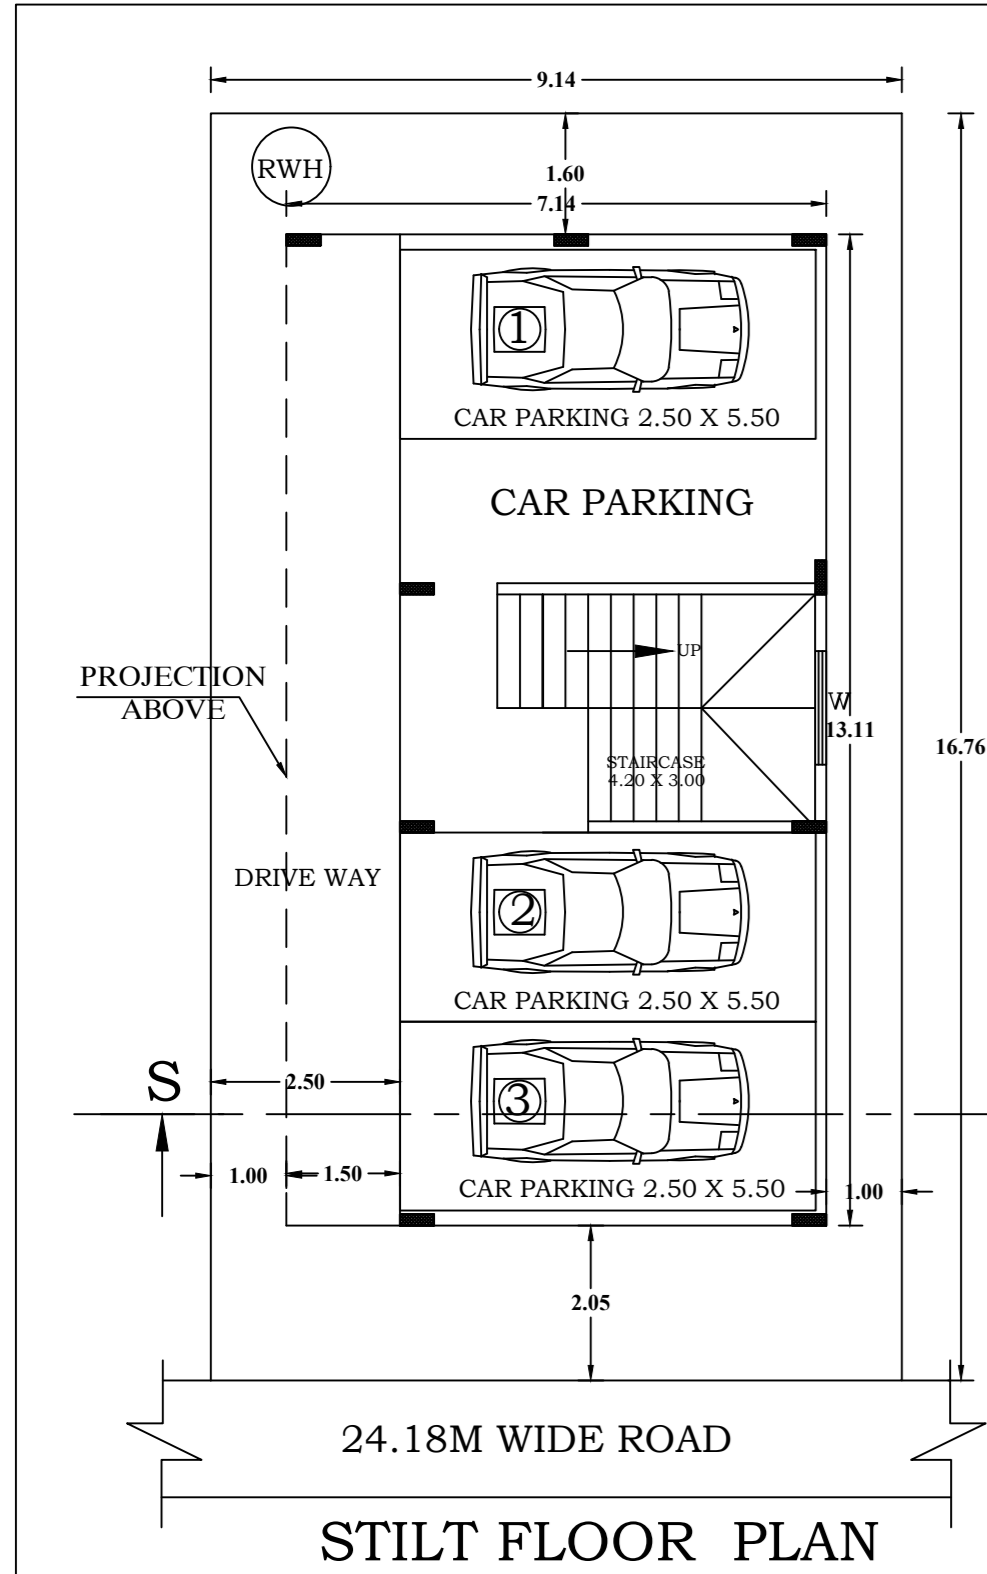 9.14
RWH
1.60
7.14
1
CAR PARKING 2.50 X 5.50
CAR PARKING
UP
PROJECTION
ABOVE
W
13.11
16.76
STAIRCASE
4.20 X 3.00
DRIVE WAY
2
CAR PARKING 2.50 X 5.50
2.50
S
3
1.00
1.50
CAR PARKING 2.50 X 5.50
1.00
2.05
24.18M WIDE ROAD
STILT FLOOR PLAN